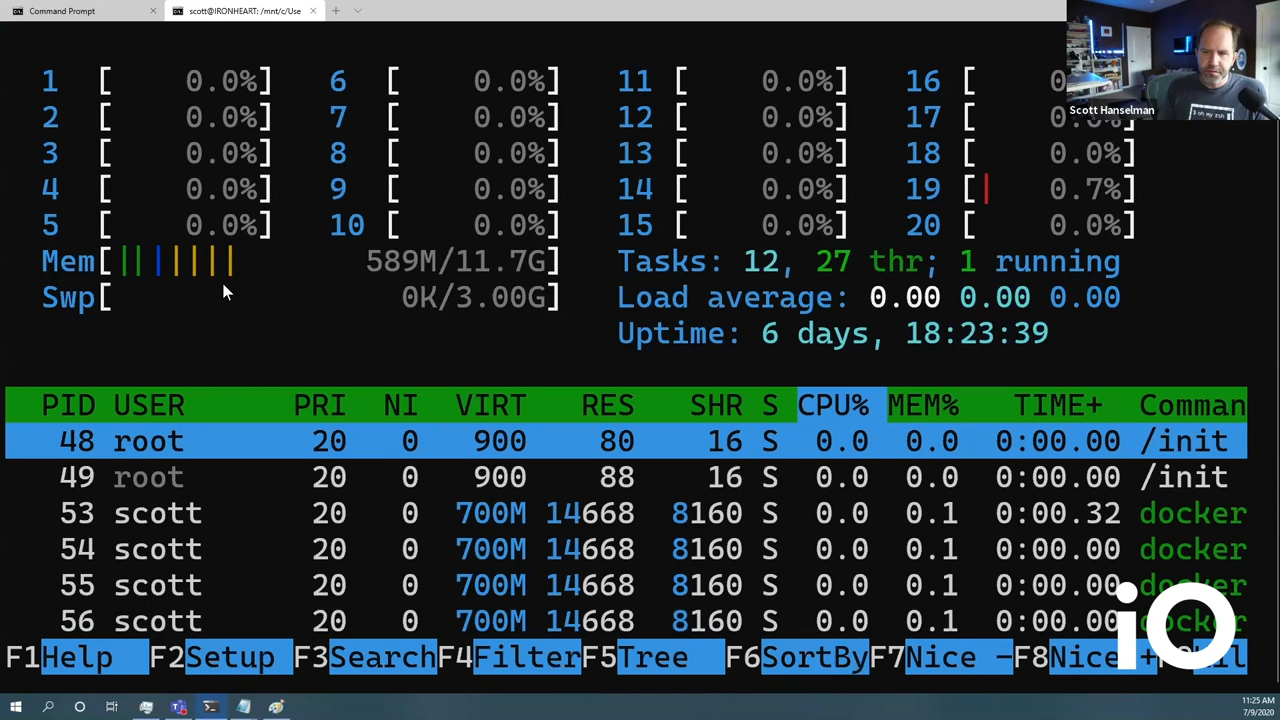 Command Prompt
scott@IRONHEART: /mnt/c/Use
1 [ 0.0%] 6 [ 0.0%] 11 [ 0.0%] 16 [
2 [ 0.0%] 7 [ 0.0%] 12 [ 0.0%] 17 [
3 [ 0.0%] 8 [ 0.0%] 13 [ 0.0%] 18 [ 0.0%]
4 [ 0.0%] 9 [ 0.0%] 14 [ 0.0%] 19 [| 0.7%]
5 [ 0.0%] 10 [ 0.0%] 15 [ 0.0%] 20 [ 0.0%]
Scott Hanselman
Mem[||||||| 589M/11.7G] Tasks: 12, 27 thr; 1 running
Swp[ 0K/3.00G] Load average: 0.00 0.00 0.00
Uptime: 6 days, 18:23:39
PID USER PRI NI VIRT RES SHR S CPU% MEM% TIME+ Comman
48 root 20 0 900 80 16 S 0.0 0.0 0:00.00 /init
49 root 20 0 900 88 16 S 0.0 0.0 0:00.00 /init
53 scott 20 0 700M 14668 8160 S 0.0 0.1 0:00.32 docker
54 scott 20 0 700M 14668 8160 S 0.0 0.1 0:00.00 docker
55 scott 20 0 700M 14668 8160 S 0.0 0.1 0:00.00 docker
56 scott 20 0 700M 14668 8160 S 0.0 0.1 0:00.00 docker
F1Help F2Setup F3SearchF4FilterF5Tree F6SortByF7Nice -F8Nice +
iO
11:25 AM
7/9/2020